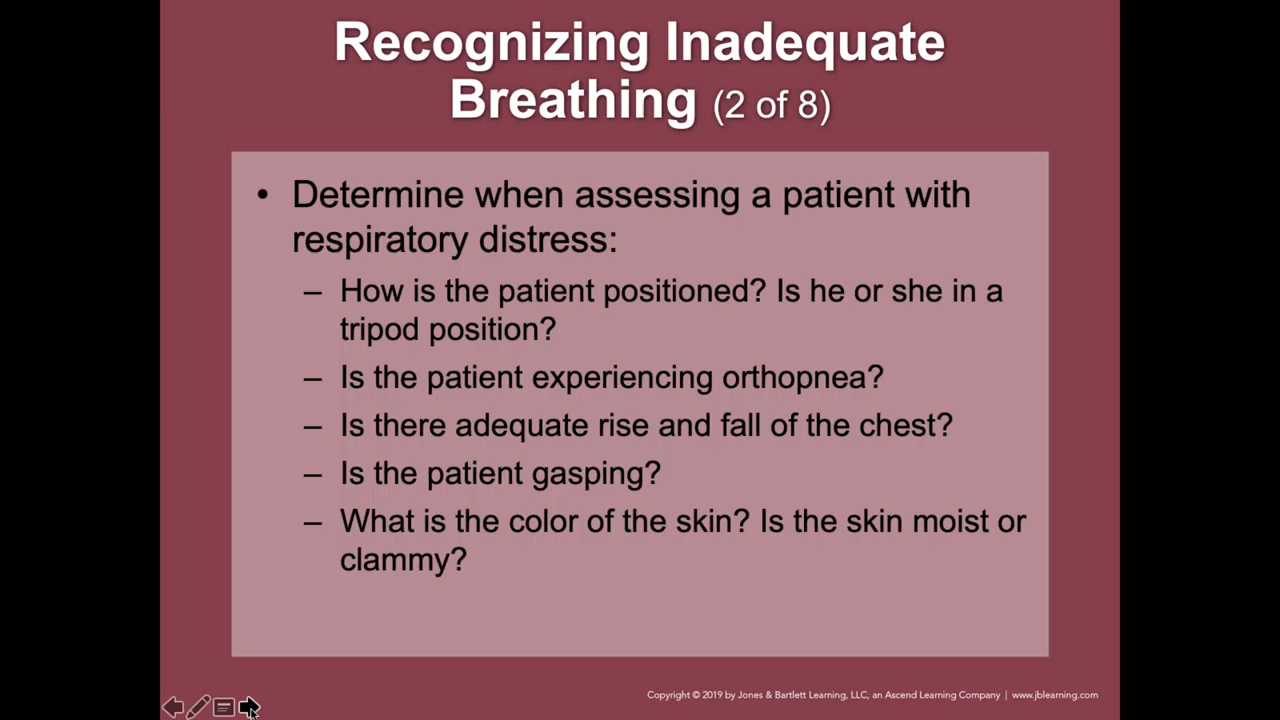 Recognizing Inadequate
Breathing (2 of 8)
• Determine when assessing a patient with
respiratory distress:
– How is the patient positioned? Is he or she in a
tripod position?
– Is the patient experiencing orthopnea?
– Is there adequate rise and fall of the chest?
– Is the patient gasping?
– What is the color of the skin? Is the skin moist or
clammy?
Copyright © 2019 by Jones & Bartlett Learning, LLC, an Ascend Learning Company | www.jblearning.com